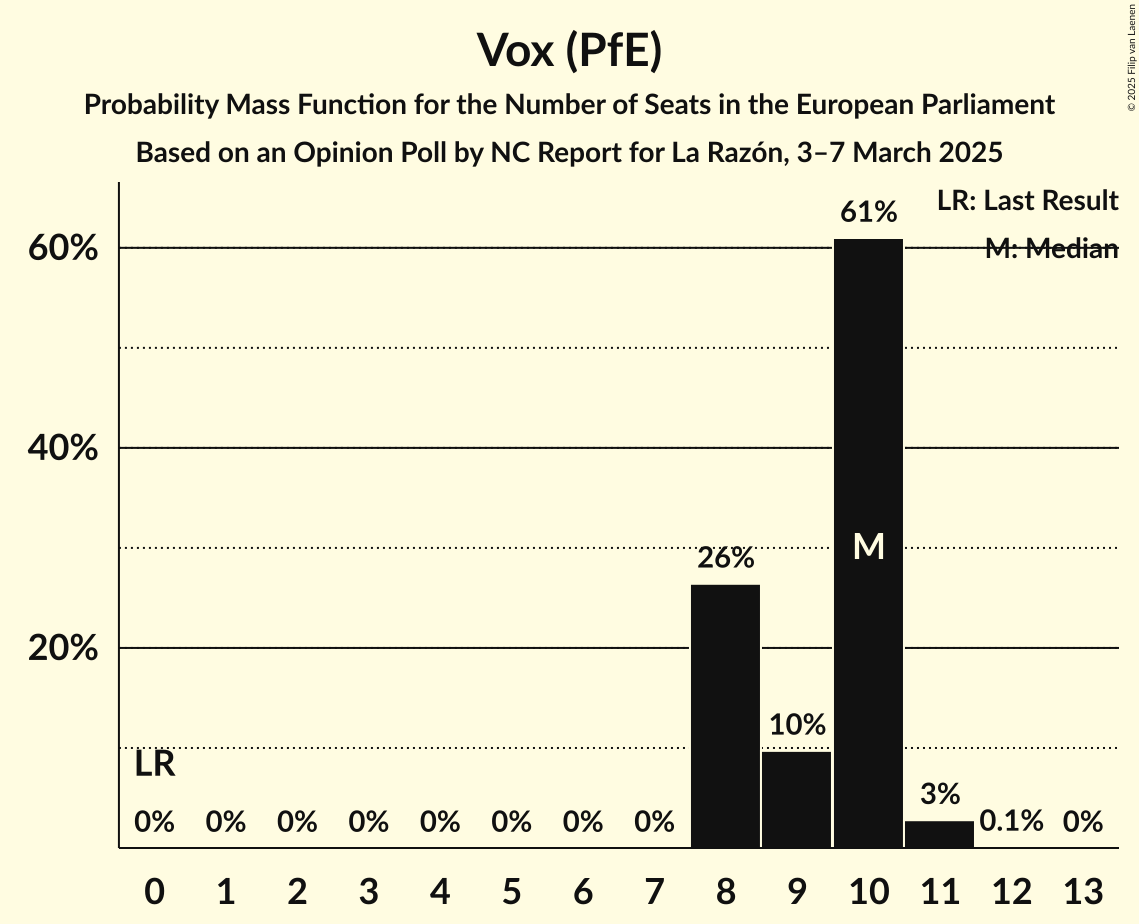 Vox (PfE)
Probability Mass Function for the Number of Seats in the European Parliament
Based on an Opinion Poll by NC Report for La Razón, 3–7 March 2025
© 2025 Filip van Laenen
LR: Last Result
M: Median
60%
40%
20%
61%
M
26%
10%
3%
LR
0% 0% 0% 0% 0% 0% 0% 0% 0.1% 0%
0 1 2 3 4 5 6 7 8 9 10 11 12 13